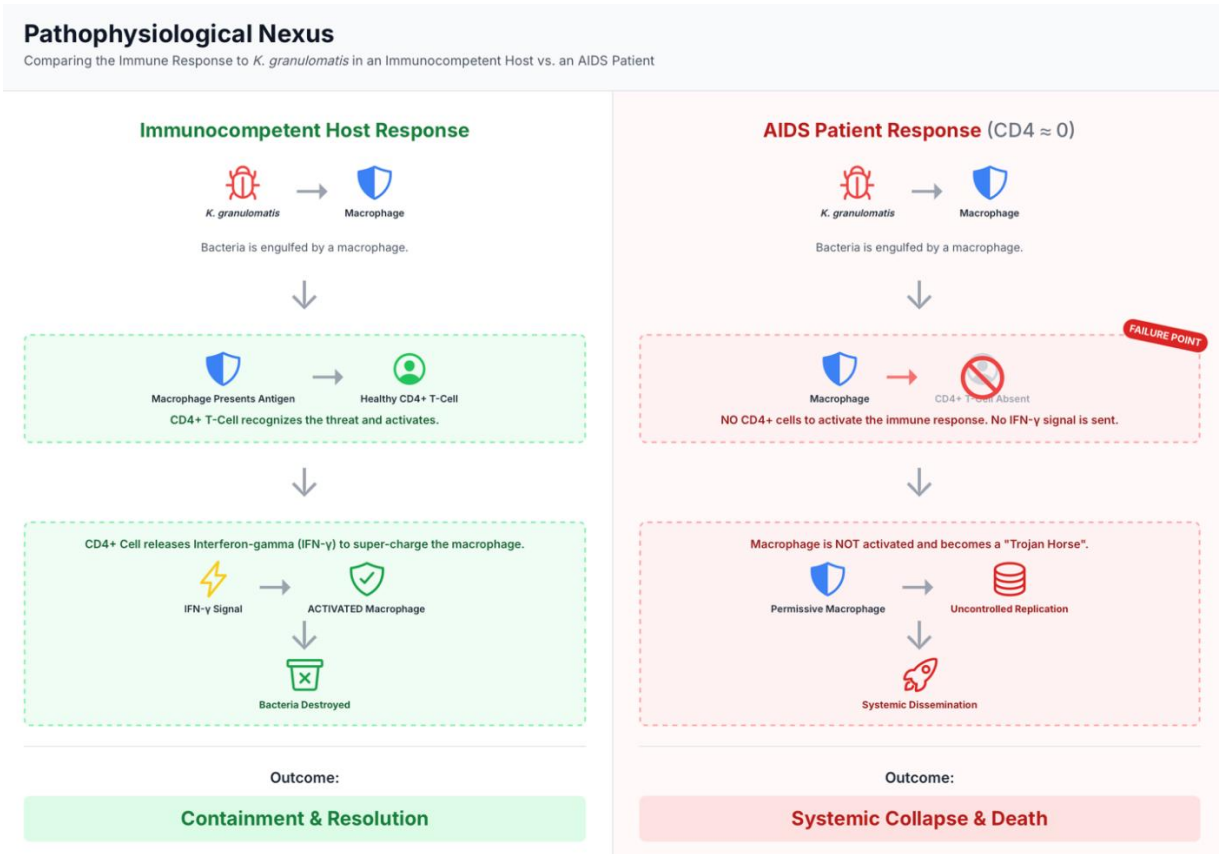 Pathophysiological Nexus
Comparing the Immune Response to K. granulomatis in an Immunocompetent Host vs. an AIDS Patient
Immunocompetent Host Response
K. granulomatis
Macrophage
Bacteria is engulfed by a macrophage.
Macrophage Presents Antigen
Healthy CD4+ T-Cell
CD4+ T-Cell recognizes the threat and activates.
CD4+ Cell releases Interferon-gamma (IFN-γ) to super-charge the macrophage.
IFN-γ Signal
ACTIVATED Macrophage
Bacteria Destroyed
Outcome:
Containment & Resolution
AIDS Patient Response (CD4 ≈ 0)
K. granulomatis
Macrophage
Bacteria is engulfed by a macrophage.
FAILURE POINT
Macrophage
CD4+ T-Cell Absent
NO CD4+ cells to activate the immune response. No IFN-γ signal is sent.
Macrophage is NOT activated and becomes a "Trojan Horse".
Permissive Macrophage
Uncontrolled Replication
Systemic Dissemination
Outcome:
Systemic Collapse & Death